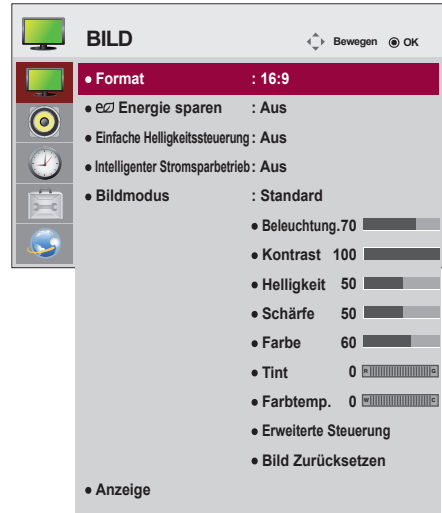 BILD Bewegen OK
● Format : 16:9
● eco Energie sparen : Aus
● Einfache Helligkeitssteuerung : Aus
● Intelligenter Stromsparbetrieb : Aus
● Bildmodus : Standard
● Beleuchtung.70
● Kontrast 100
● Helligkeit 50
● Schärfe 50
● Farbe 60
● Tint 0 R G
● Farbtemp. 0 W C
● Erweiterte Steuerung
● Bild Zurücksetzen
● Anzeige